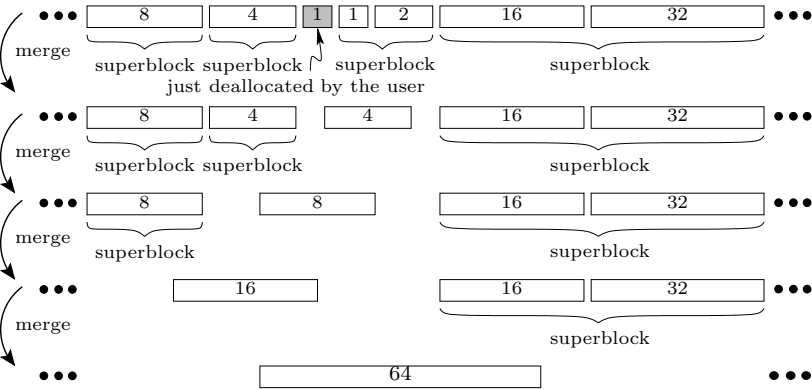 8 4 1 1 2 16 32
merge
superblock superblock superblock superblock
just deallocated by the user
8 4 4 16 32
merge
superblock superblock superblock
8 8 16 32
merge
superblock superblock
16 16 32
merge
superblock
64